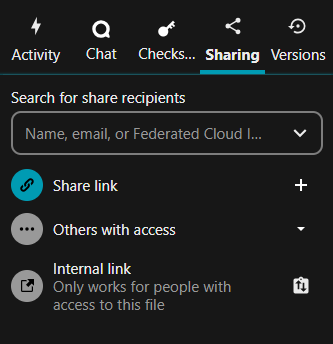 Activity
Chat
Checks...
Sharing
Versions
Search for share recipients
Name, email, or Federated Cloud I...
Share link
Others with access
Internal link
Only works for people with
access to this file